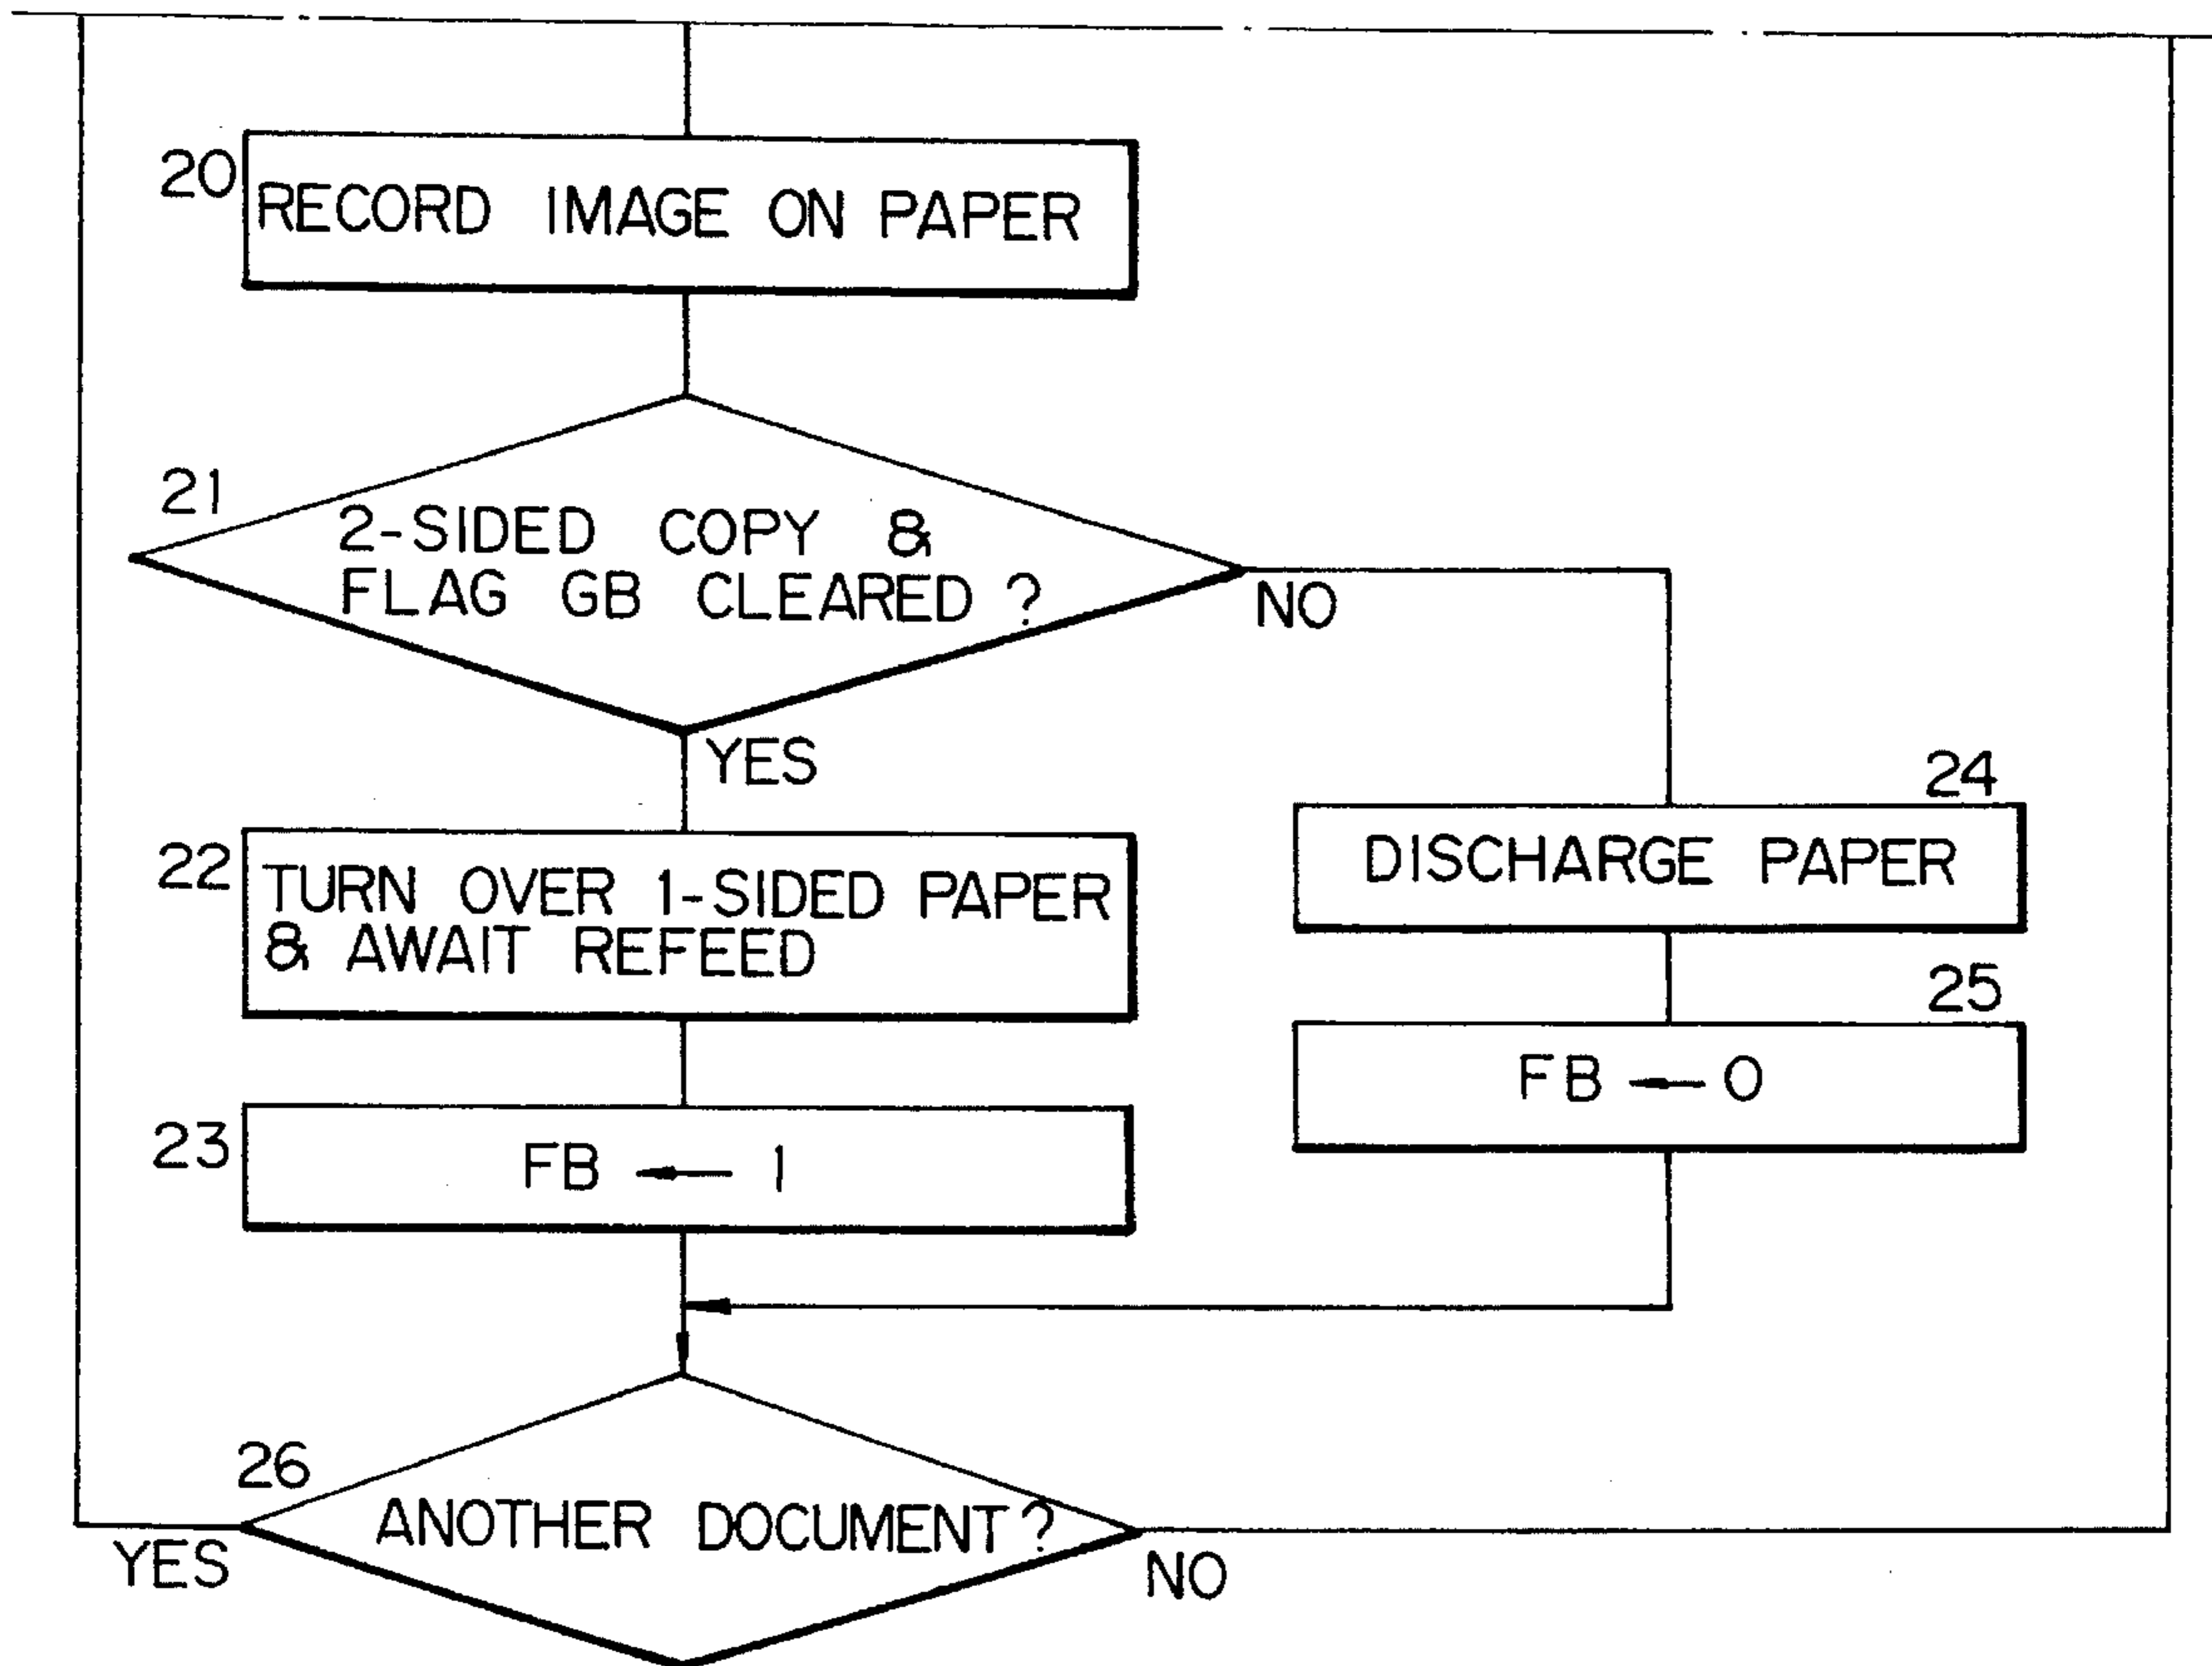 20
RECORD IMAGE ON PAPER
21
2-SIDED COPY &
FLAG GB CLEARED ?
NO
YES
22
TURN OVER 1-SIDED PAPER
& AWAIT REFEED
24
DISCHARGE PAPER
23
FB ← 1
25
FB ← 0
26
ANOTHER DOCUMENT ?
YES
NO